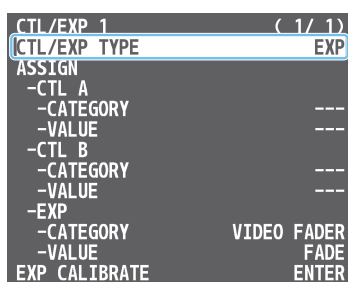 CTL/EXP 1 ( 1/ 1)
CTL/EXP TYPE EXP
ASSIGN
-CTL A
-CATEGORY ---
-VALUE ---
-CTL B
-CATEGORY ---
-VALUE ---
-EXP
-CATEGORY VIDEO FADER
-VALUE FADE
EXP CALIBRATE ENTER